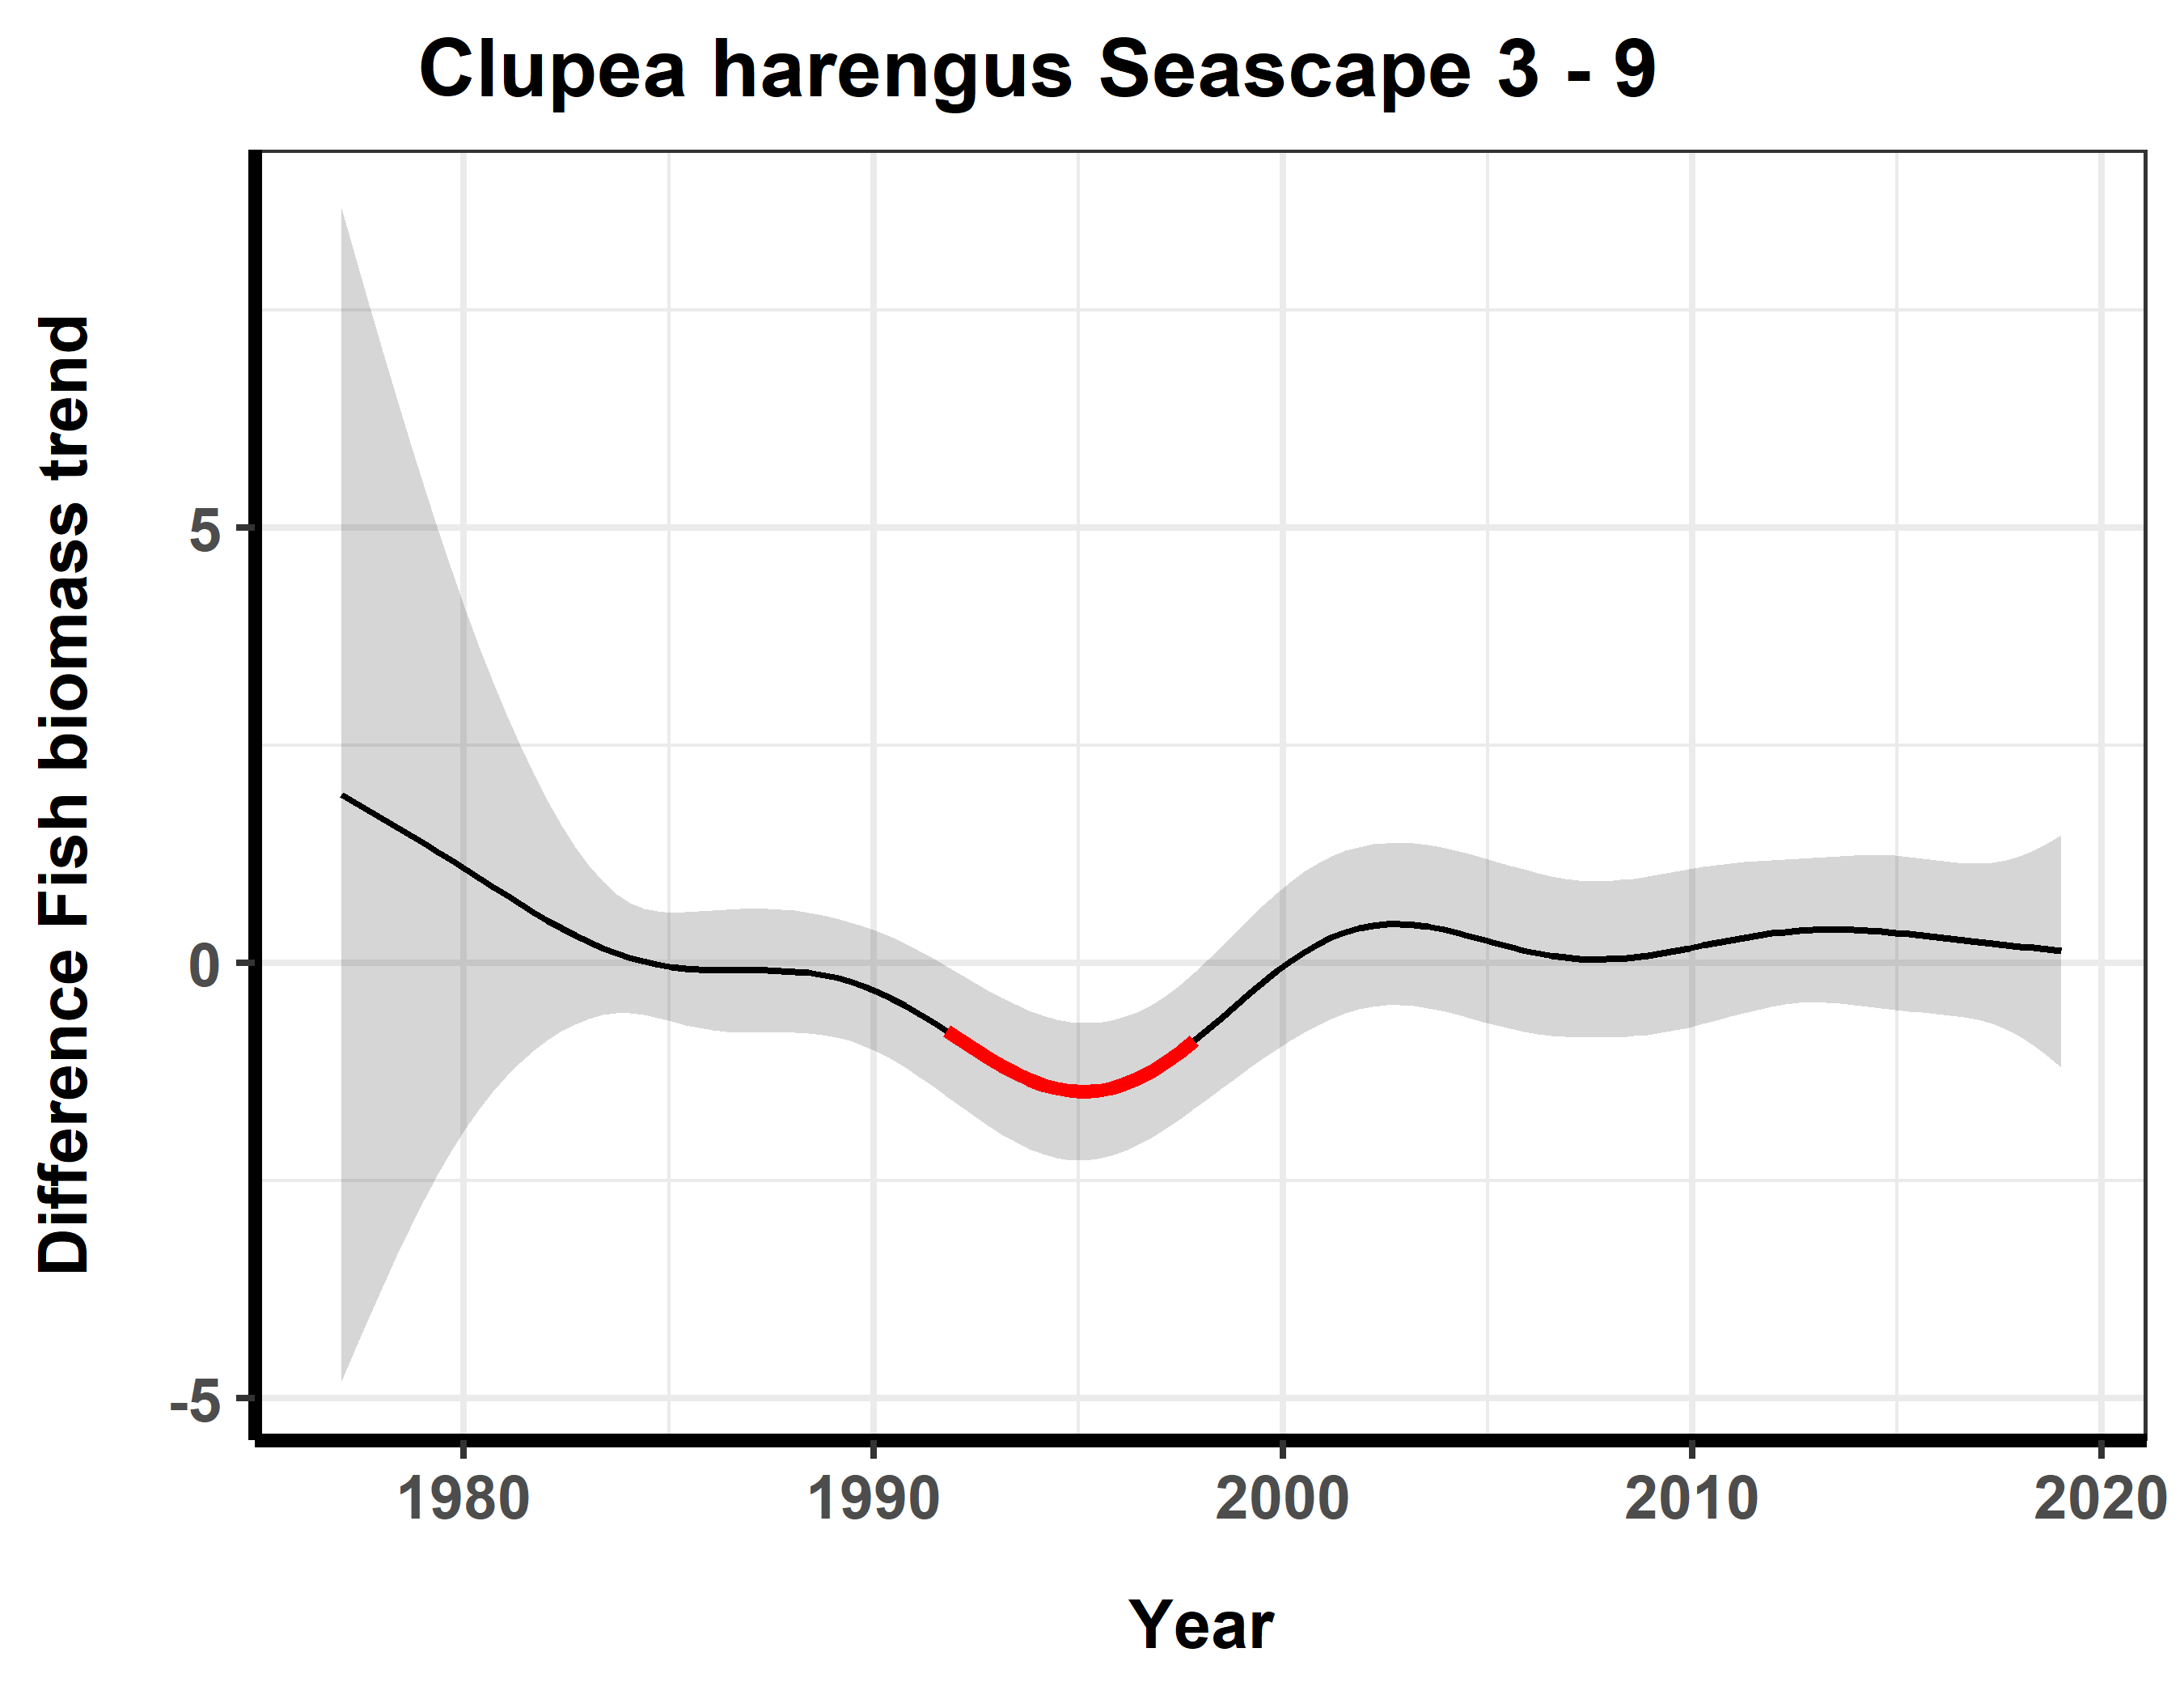 Clupea harengus Seascape 3 - 9
Difference Fish biomass trend
5
0
-5
1980 1990 2000 2010 2020
Year